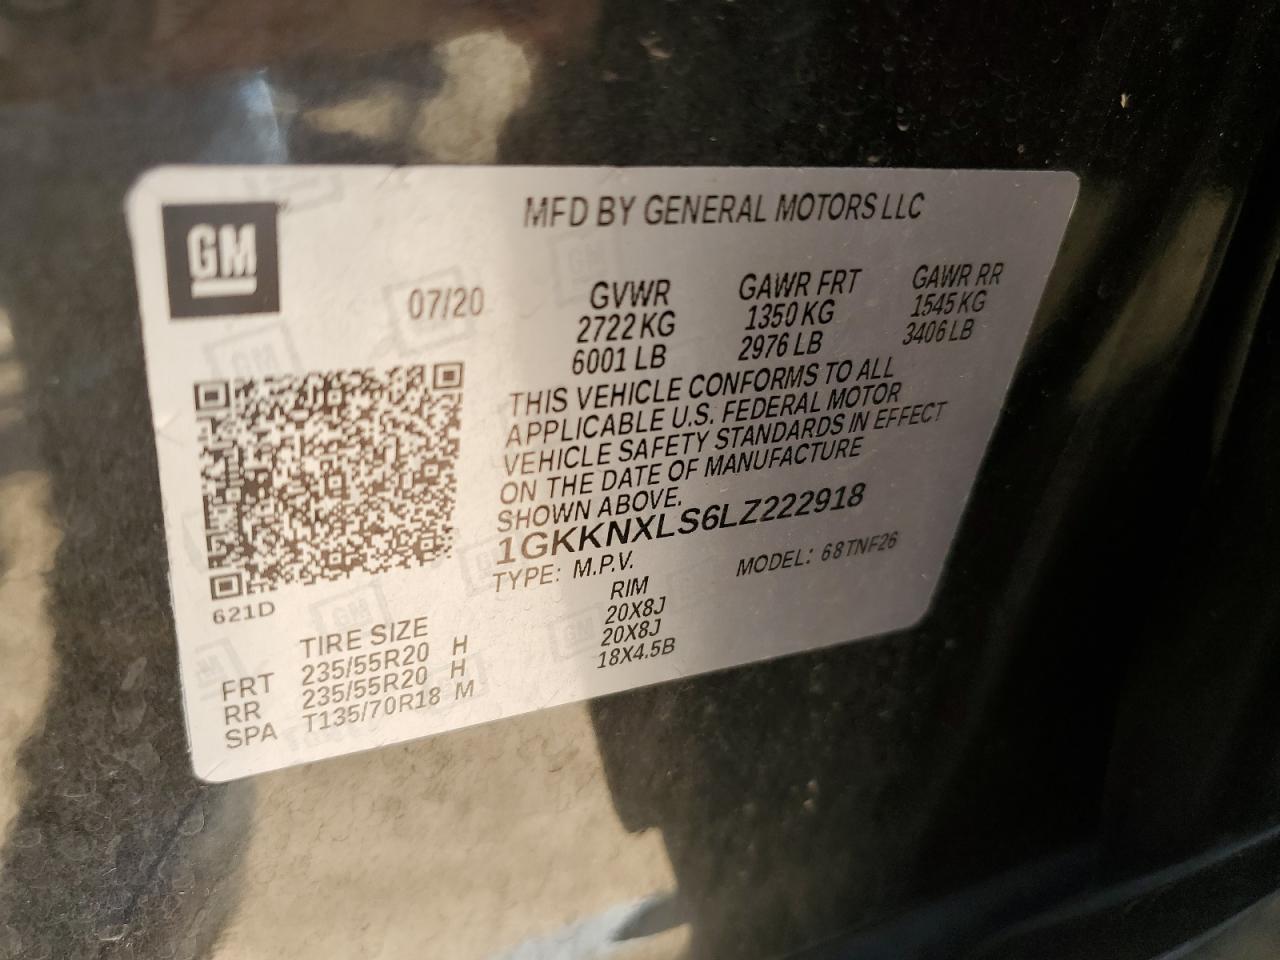 GM
MFD BY GENERAL MOTORS LLC
07/20
GVWR GAWR FRT GAWR RR
2722 KG 1350 KG 1545 KG
6001 LB 2976 LB 3406 LB
THIS VEHICLE CONFORMS TO ALL
APPLICABLE U.S. FEDERAL MOTOR
VEHICLE SAFETY STANDARDS IN EFFECT
ON THE DATE OF MANUFACTURE
SHOWN ABOVE.
1GKKNXLS6LZ222918
TYPE: M.P.V. MODEL: 68TNF26
621D
TIRE SIZE RIM
FRT 235/55R20 H 20X8J
RR 235/55R20 H 20X8J
SPA T135/70R18 M 18X4.5B